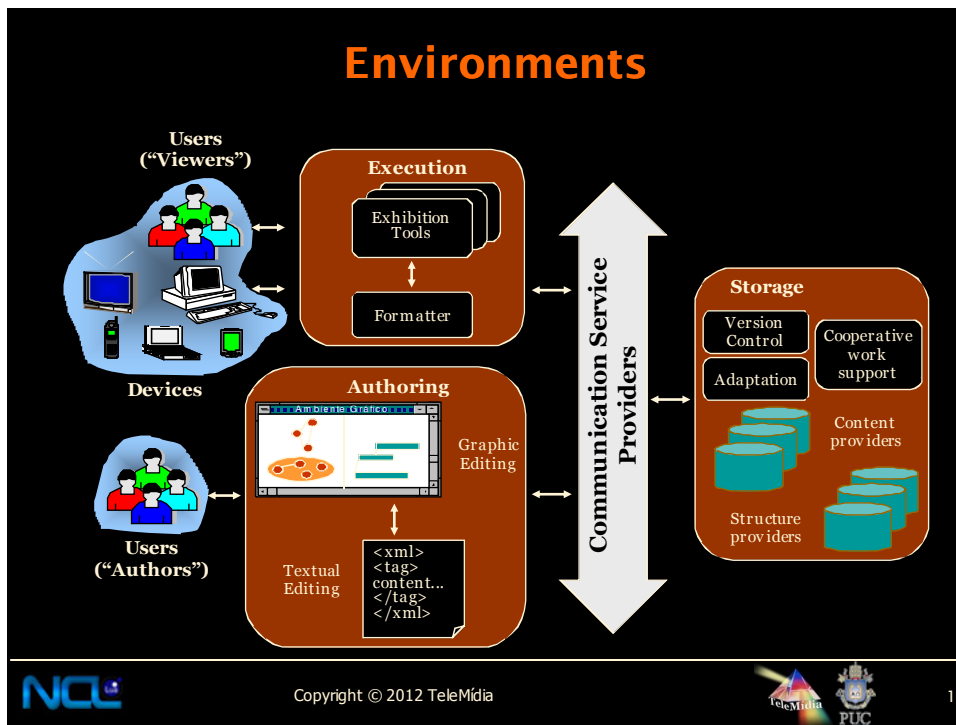 Environments
Users
(“Viewers”)
Execution
Exhibition
Tools
Formatter
Devices
Authoring
Ambiente Grafico
Graphic
Editing
Users
(“Authors”)
Textual
Editing
<xml>
<tag>
content...
</tag>
</xml>
Communication Service
Providers
Storage
Version
Control
Cooperative
work
support
Adaptation
Content
providers
Structure
providers
NCL
Copyright © 2012 TeleMídia
TeleMídia
PUC
1